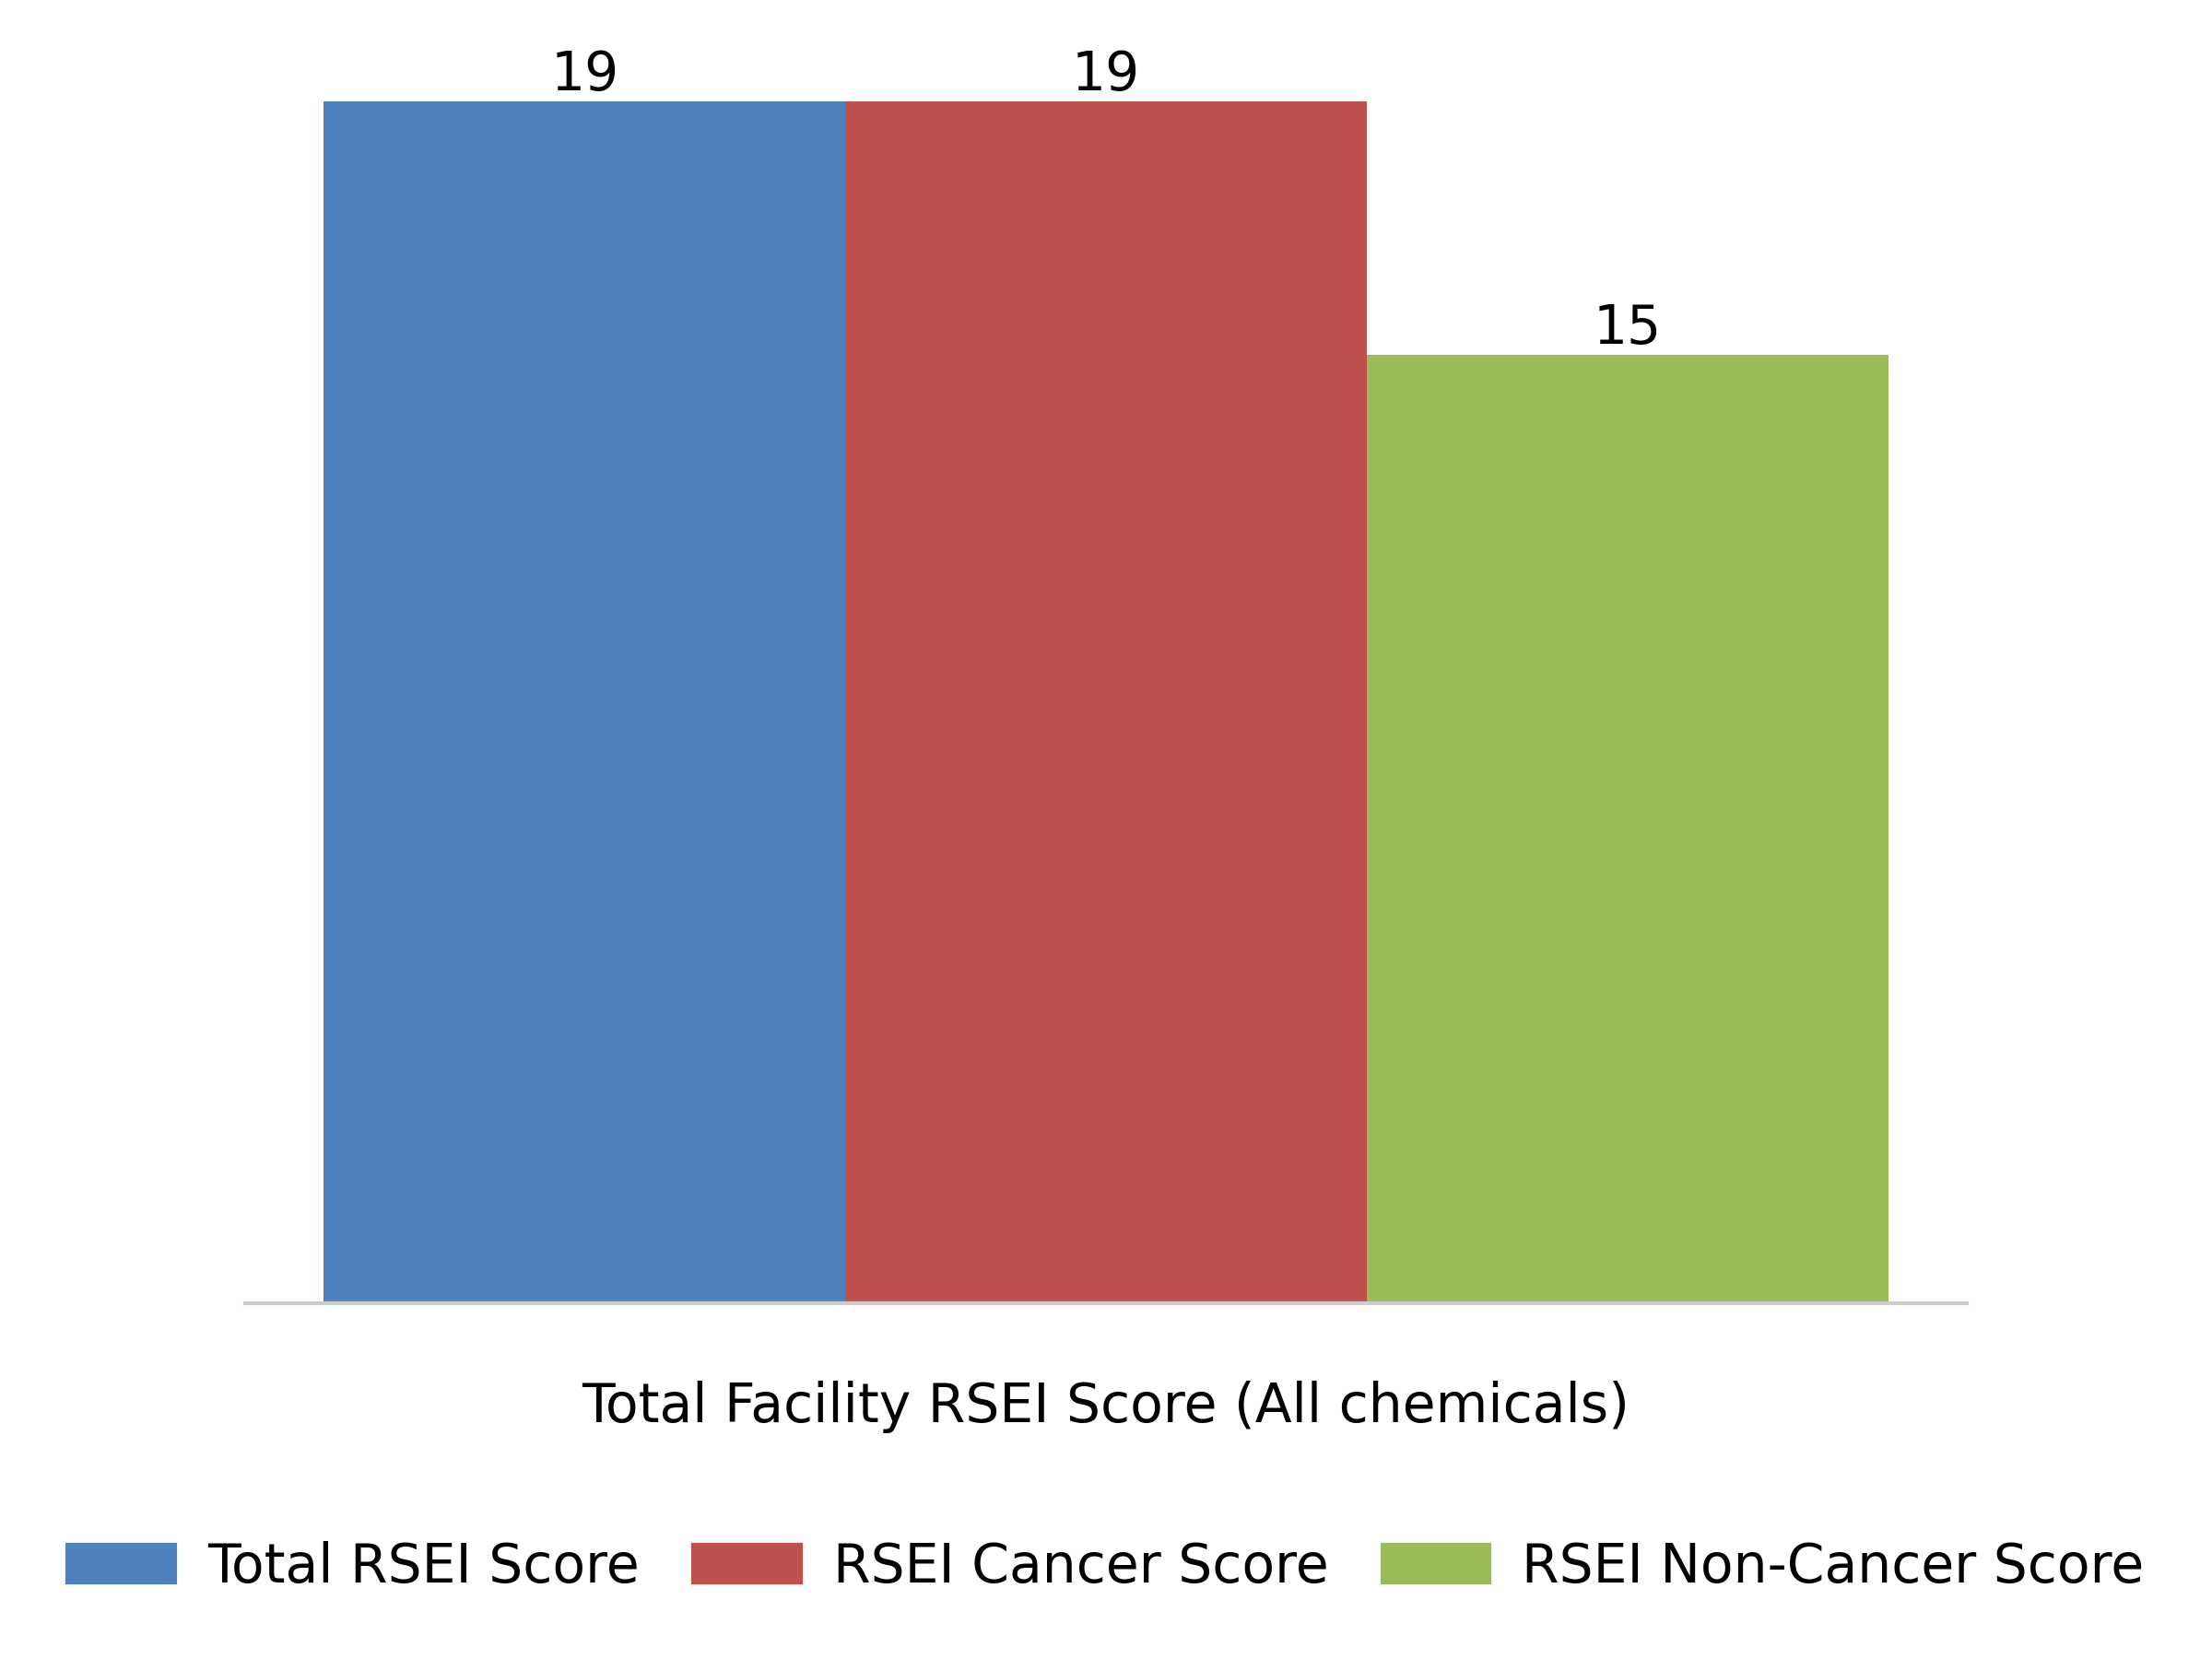 19 19
15
Total Facility RSEI Score (All chemicals)
Total RSEI Score RSEI Cancer Score RSEI Non-Cancer Score